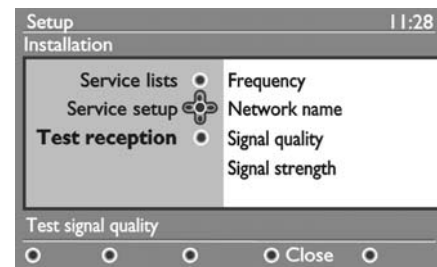 Setup 11:28
Installation
Service lists Frequency
Service setup Network name
Test reception Signal quality
Signal strength
Test signal quality
Close